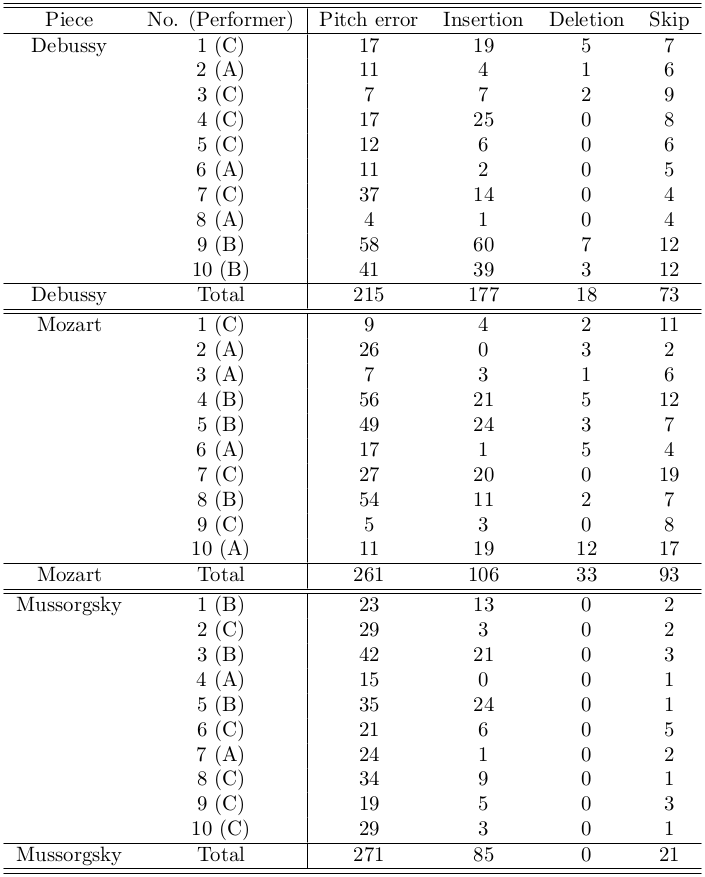 Piece No. (Performer) Pitch error Insertion Deletion Skip
Debussy 1 (C) 17 19 5 7
2 (A) 11 4 1 6
3 (C) 7 7 2 9
4 (C) 17 25 0 8
5 (C) 12 6 0 6
6 (A) 11 2 0 5
7 (C) 37 14 0 4
8 (A) 4 1 0 4
9 (B) 58 60 7 12
10 (B) 41 39 3 12
Debussy Total 215 177 18 73
Mozart 1 (C) 9 4 2 11
2 (A) 26 0 3 2
3 (A) 7 3 1 6
4 (B) 56 21 5 12
5 (B) 49 24 3 7
6 (A) 17 1 5 4
7 (C) 27 20 0 19
8 (B) 54 11 2 7
9 (C) 5 3 0 8
10 (A) 11 19 12 17
Mozart Total 261 106 33 93
Mussorgsky 1 (B) 23 13 0 2
2 (C) 29 3 0 2
3 (B) 42 21 0 3
4 (A) 15 0 0 1
5 (B) 35 24 0 1
6 (C) 21 6 0 5
7 (A) 24 1 0 2
8 (C) 34 9 0 1
9 (C) 19 5 0 3
10 (C) 29 3 0 1
Mussorgsky Total 271 85 0 21